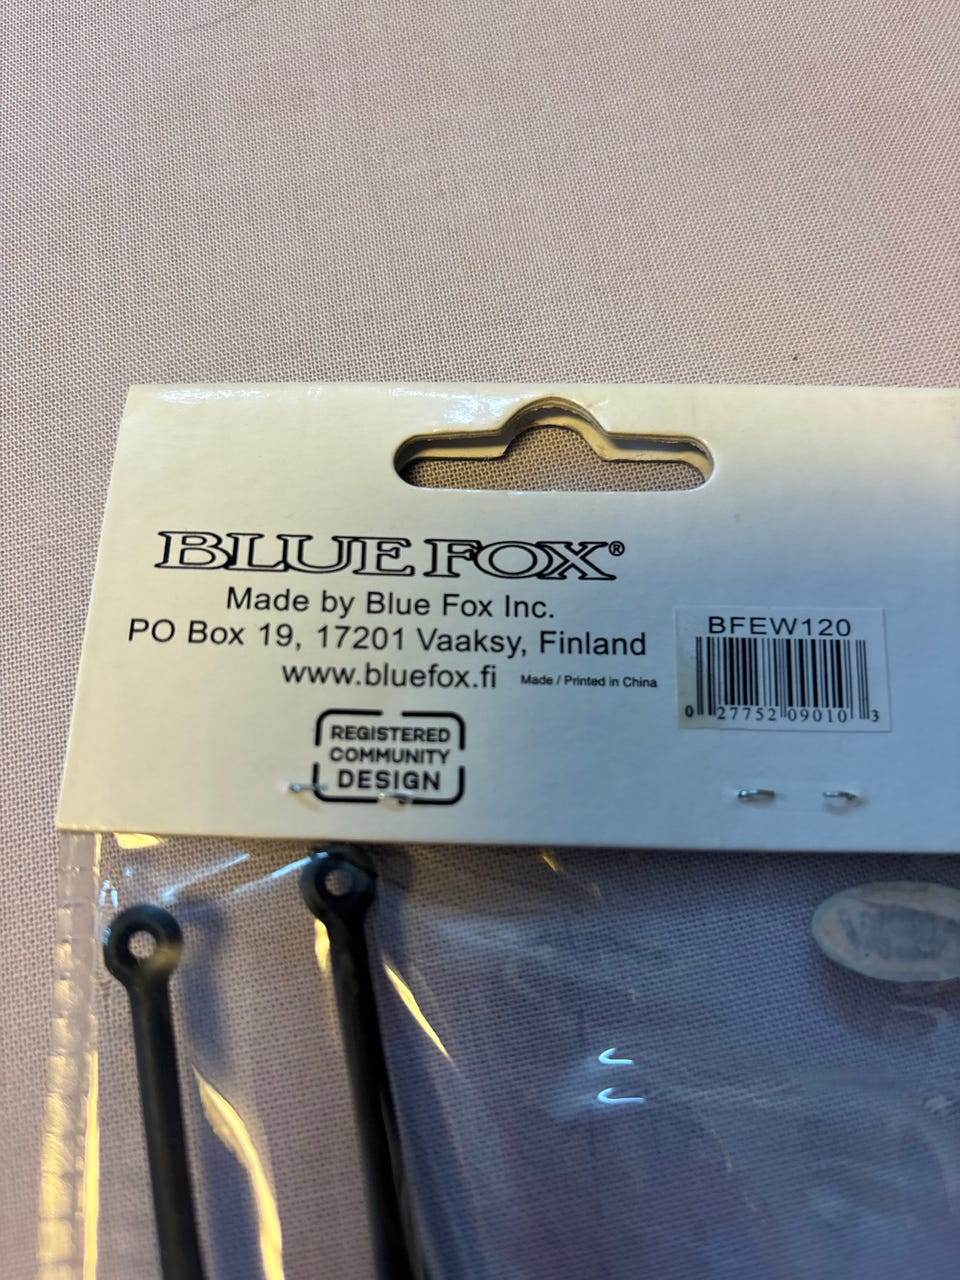 BLUE FOX®
Made by Blue Fox Inc.
PO Box 19, 17201 Vaaksy, Finland
www.bluefox.fi Made / Printed in China
REGISTERED
COMMUNITY
DESIGN
BFEW120
0 27752 09010 3